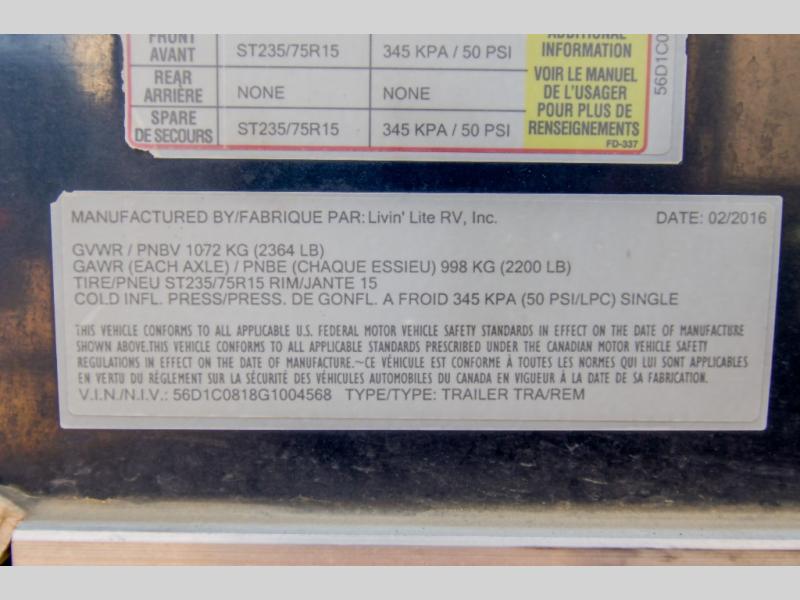 FRONT
AVANT
ST235/75R15
345 KPA / 50 PSI
ADDITIONAL
INFORMATION
REAR
ARRIÈRE
NONE
NONE
VOIR LE MANUEL
DE L'USAGER
POUR PLUS DE
RENSEIGNEMENTS
SPARE
DE SECOURS
ST235/75R15
345 KPA / 50 PSI
FD-337
56D1C0
MANUFACTURED BY/FABRIQUE PAR: Livin' Lite RV, Inc.
DATE: 02/2016
GVWR / PNBV 1072 KG (2364 LB)
GAWR (EACH AXLE) / PNBE (CHAQUE ESSIEU) 998 KG (2200 LB)
TIRE/PNEU ST235/75R15 RIM/JANTE 15
COLD INFL. PRESS/PRESS. DE GONFL. A FROID 345 KPA (50 PSI/LPC) SINGLE
THIS VEHICLE CONFORMS TO ALL APPLICABLE U.S. FEDERAL MOTOR VEHICLE SAFETY STANDARDS IN EFFECT ON THE DATE OF MANUFACTURE
SHOWN ABOVE.THIS VEHICLE CONFORMS TO ALL APPLICABLE STANDARDS PRESCRIBED UNDER THE CANADIAN MOTOR VEHICLE SAFETY
REGULATIONS IN EFFECT ON THE DATE OF MANUFACTURE.~CE VÉHICULE EST CONFORME À TOUTES LES NORMES QUI LUI SONT APPLICABLES
EN VERTU DU RÈGLEMENT SUR LA SÉCURITÉ DES VÉHICULES AUTOMOBILES DU CANADA EN VIGUEUR À LA DATE DE SA FABRICATION.
V.I.N./N.I.V.: 56D1C0818G1004568 TYPE/TYPE: TRAILER TRA/REM